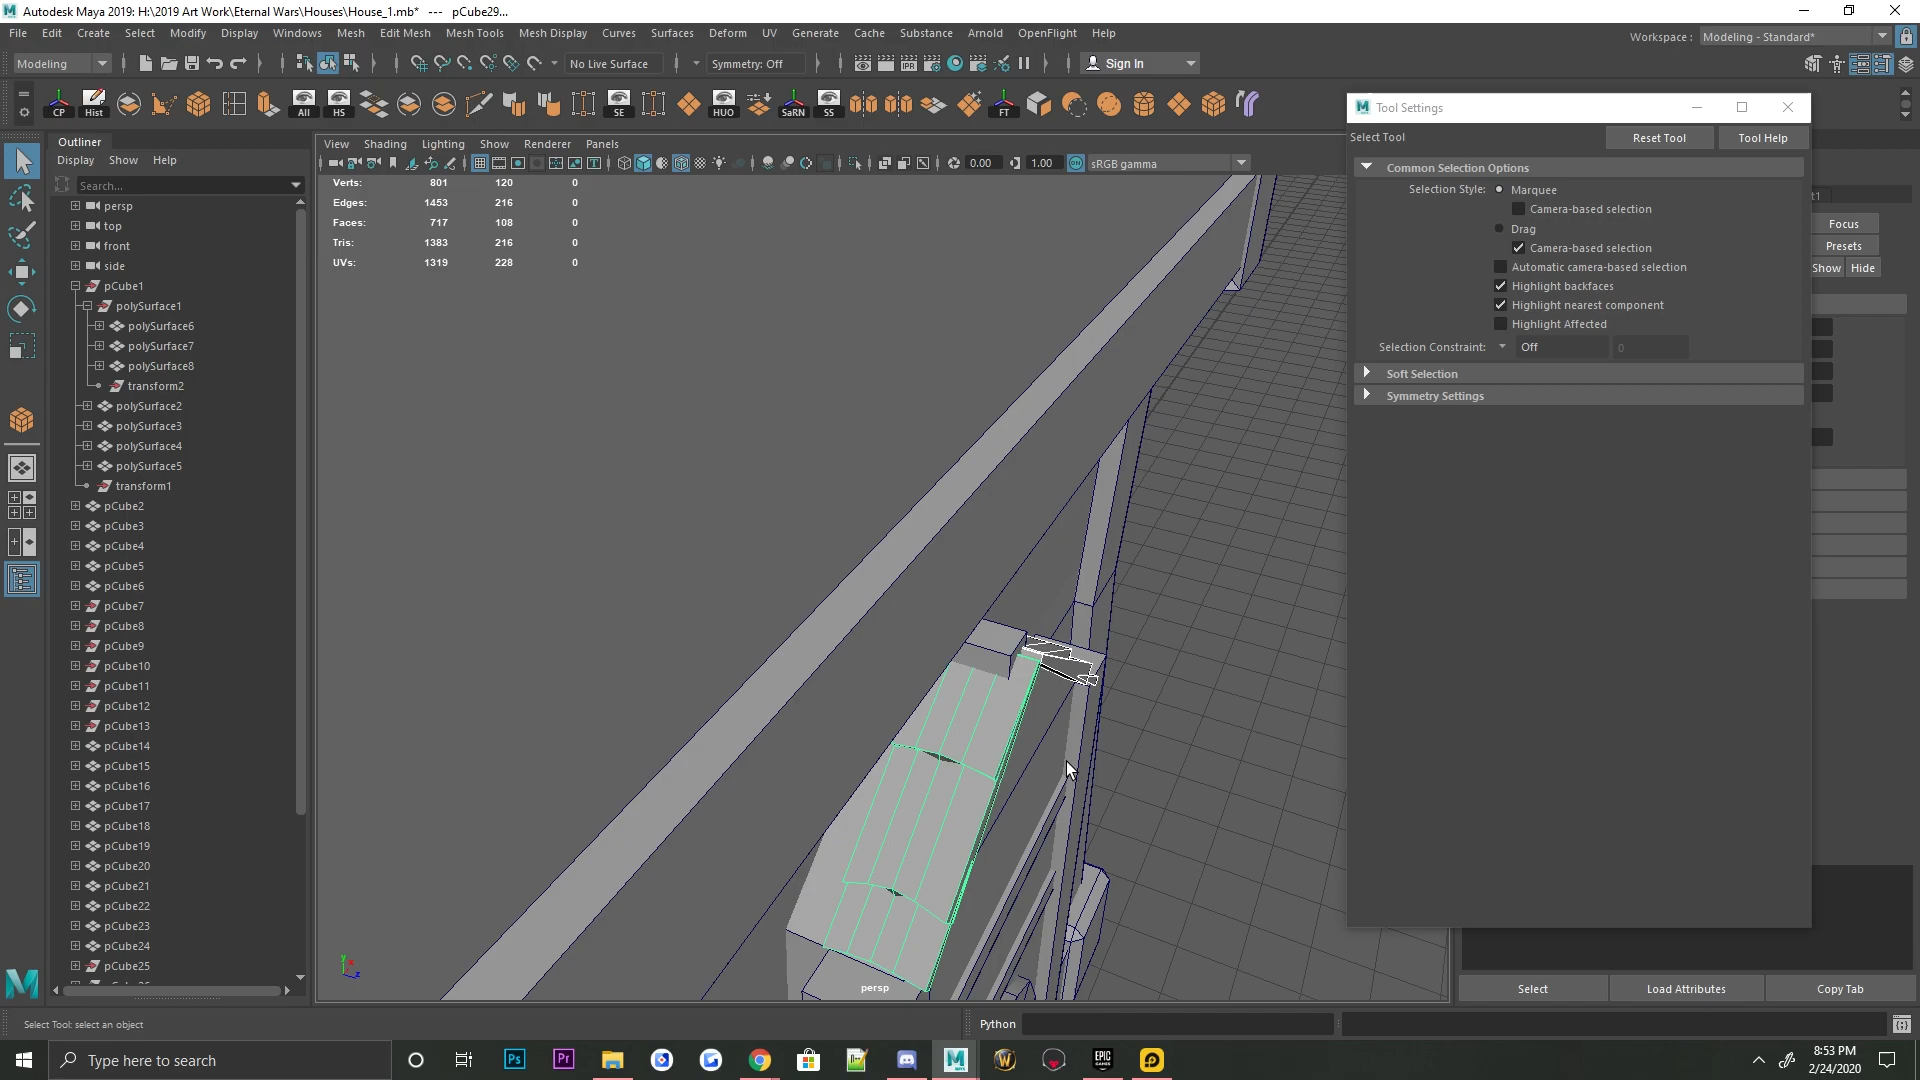 Autodesk Maya 2019: H:\2019 Art Work\Eternal Wars\Houses\House_1.mb*   ---   pCube29...
File Edit Create Select Modify Display Windows Mesh Edit Mesh Mesh Tools Mesh Display Curves Surfaces Deform UV Generate Cache Substance Arnold OpenFlight Help
Workspace : Modeling - Standard*
Modeling
No Live Surface
Symmetry: Off
Sign In
CP Hist All HS SE HUO SaRN SS FT
Tool Settings
Outliner
Display Show Help
View Shading Lighting Show Renderer Panels
Select Tool
Reset Tool Tool Help
0.00 1.00 sRGB gamma
Search...
Common Selection Options
Selection Style: Marquee
Camera-based selection
Drag
Camera-based selection
Automatic camera-based selection
Highlight backfaces
Highlight nearest component
Highlight Affected
Selection Constraint: Off 0
Soft Selection
Symmetry Settings
Focus
Presets
Show Hide
Verts: 801 120 0
Edges: 1453 216 0
Faces: 717 108 0
Tris: 1383 216 0
UVs: 1319 228 0
persp
top
front
side
pCube1
polySurface1
polySurface6
polySurface7
polySurface8
transform2
polySurface2
polySurface3
polySurface4
polySurface5
transform1
pCube2
pCube3
pCube4
pCube5
pCube6
pCube7
pCube8
pCube9
pCube10
pCube11
pCube12
pCube13
pCube14
pCube15
pCube16
pCube17
pCube18
pCube19
pCube20
pCube21
pCube22
pCube23
pCube24
pCube25
y x z
persp
Select Load Attributes Copy Tab
Select Tool: select an object
Python
Type here to search
Ps Pr
EPIC GAMES
8:53 PM
2/24/2020